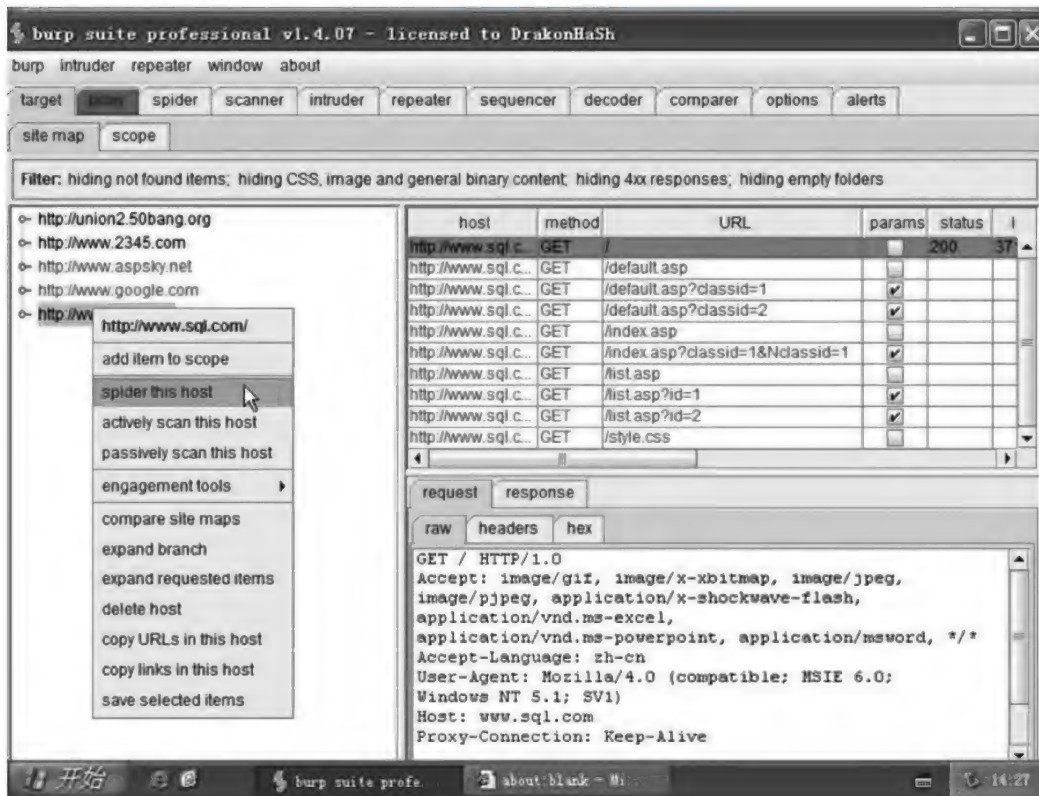 burp suite professional v1.4.07 - licensed to DrakonHaSh
burp intruder repeater window about
target spider scanner intruder repeater sequencer decoder comparer options alerts
site map scope
Filter: hiding not found items; hiding CSS, image and general binary content; hiding 4xx responses; hiding empty folders
http://union2.50bang.org
http://www.2345.com
http://www.aspsky.net
http://www.google.com
http://ww
http://www.sql.com/
add item to scope
spider this host
actively scan this host
passively scan this host
engagement tools
compare site maps
expand branch
expand requested items
delete host
copy URLs in this host
copy links in this host
save selected items
host method URL params status l
http://www.sql.c... GET / 200 37
http://www.sql.c... GET /default.asp
http://www.sql.c... GET /default.asp?classid=1
http://www.sql.c... GET /default.asp?classid=2
http://www.sql.c... GET /index.asp
http://www.sql.c... GET /index.asp?classid=1&Nclassid=1
http://www.sql.c... GET /list.asp
http://www.sql.c... GET /list.asp?id=1
http://www.sql.c... GET /list.asp?id=2
http://www.sql.c... GET /style.css
request response
raw headers hex
GET / HTTP/1.0
Accept: image/gif, image/x-xbitmap, image/jpeg,
image/pjpeg, application/x-shockwave-flash,
application/vnd.ms-excel,
application/vnd.ms-powerpoint, application/msword, */*
Accept-Language: zh-cn
User-Agent: Mozilla/4.0 (compatible; MSIE 6.0;
Windows NT 5.1; SV1)
Host: www.sql.com
Proxy-Connection: Keep-Alive
开始 burp suite profe... about:blank - Mi... 14:27